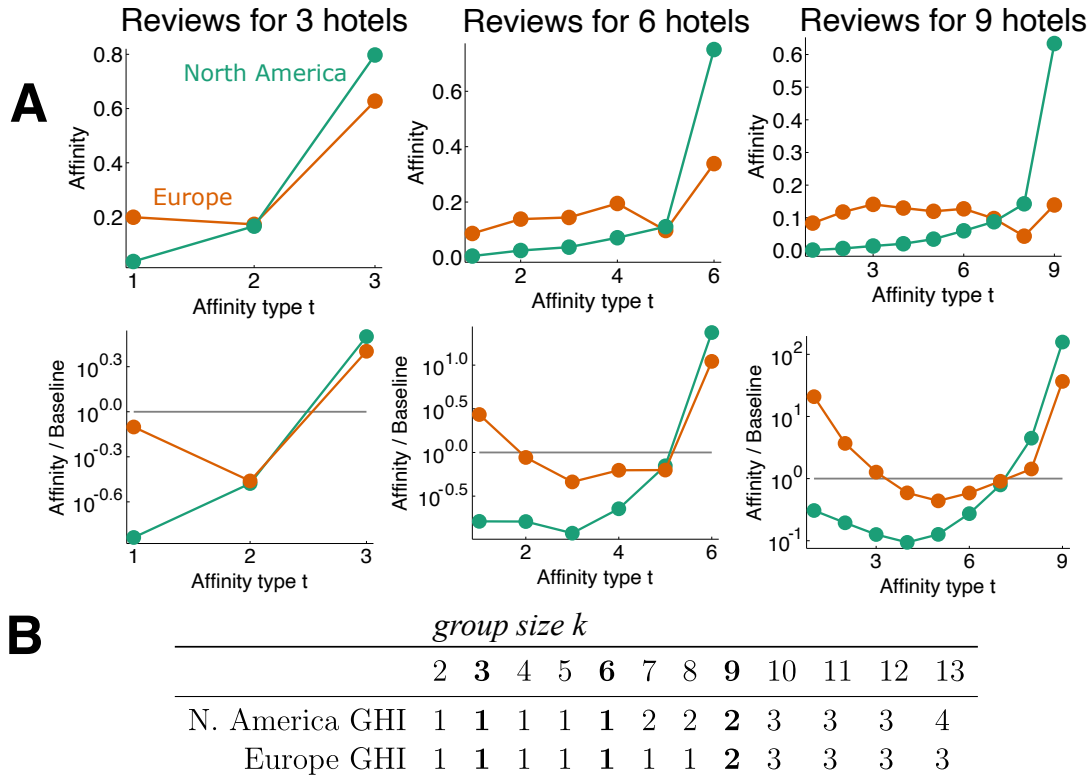 Reviews for 3 hotels
Reviews for 6 hotels
Reviews for 9 hotels
A
Affinity
0.8
0.6
0.4
0.2
North America
Europe
1 2 3
Affinity type t
Affinity
0.6
0.4
0.2
0.0
2 4 6
Affinity type t
Affinity
0.6
0.5
0.4
0.3
0.2
0.1
0.0
3 6 9
Affinity type t
Affinity / Baseline
10^0.3
10^0.0
10^-0.3
10^-0.6
1 2 3
Affinity type t
Affinity / Baseline
10^1.0
10^0.5
10^0.0
10^-0.5
2 4 6
Affinity type t
Affinity / Baseline
10^2
10^1
10^0
10^-1
3 6 9
Affinity type t
B
group size k
2 3 4 5 6 7 8 9 10 11 12 13
N. America GHI 1 1 1 1 1 2 2 2 3 3 3 4
Europe GHI 1 1 1 1 1 1 1 2 3 3 3 3